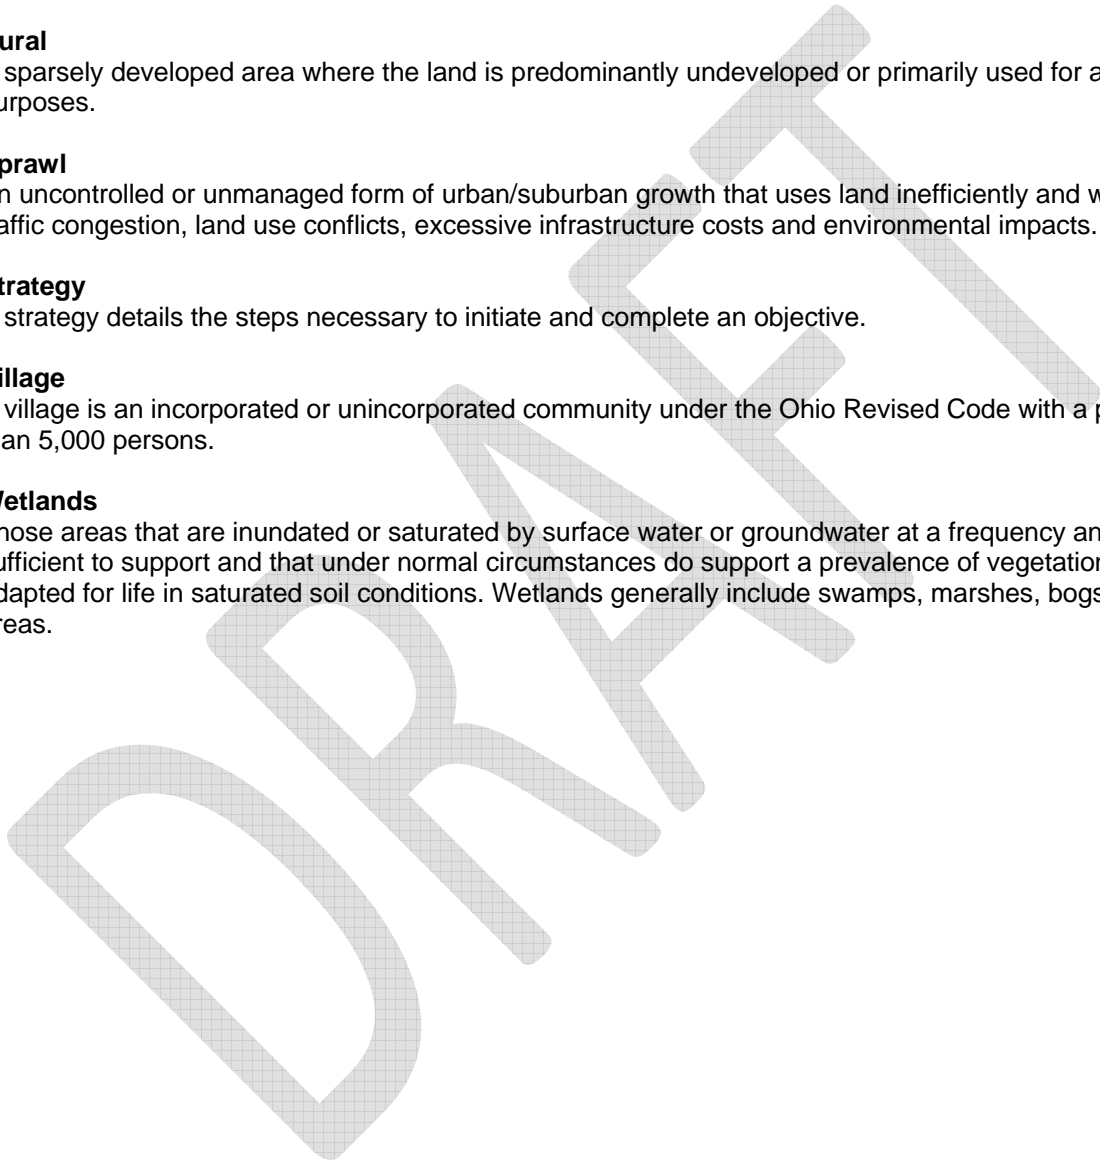 ural
sparsely developed area where the land is predominantly undeveloped or primarily used for a
urposes.
prawl
n uncontrolled or unmanaged form of urban/suburban growth that uses land inefficiently and w
affic congestion, land use conflicts, excessive infrastructure costs and environmental impacts.
trategy
strategy details the steps necessary to initiate and complete an objective.
illage
village is an incorporated or unincorporated community under the Ohio Revised Code with a p
an 5,000 persons.
Wetlands
hose areas that are inundated or saturated by surface water or groundwater at a frequency an
ufficient to support and that under normal circumstances do support a prevalence of vegetation
dapted for life in saturated soil conditions. Wetlands generally include swamps, marshes, bogs
reas.
DRAFT